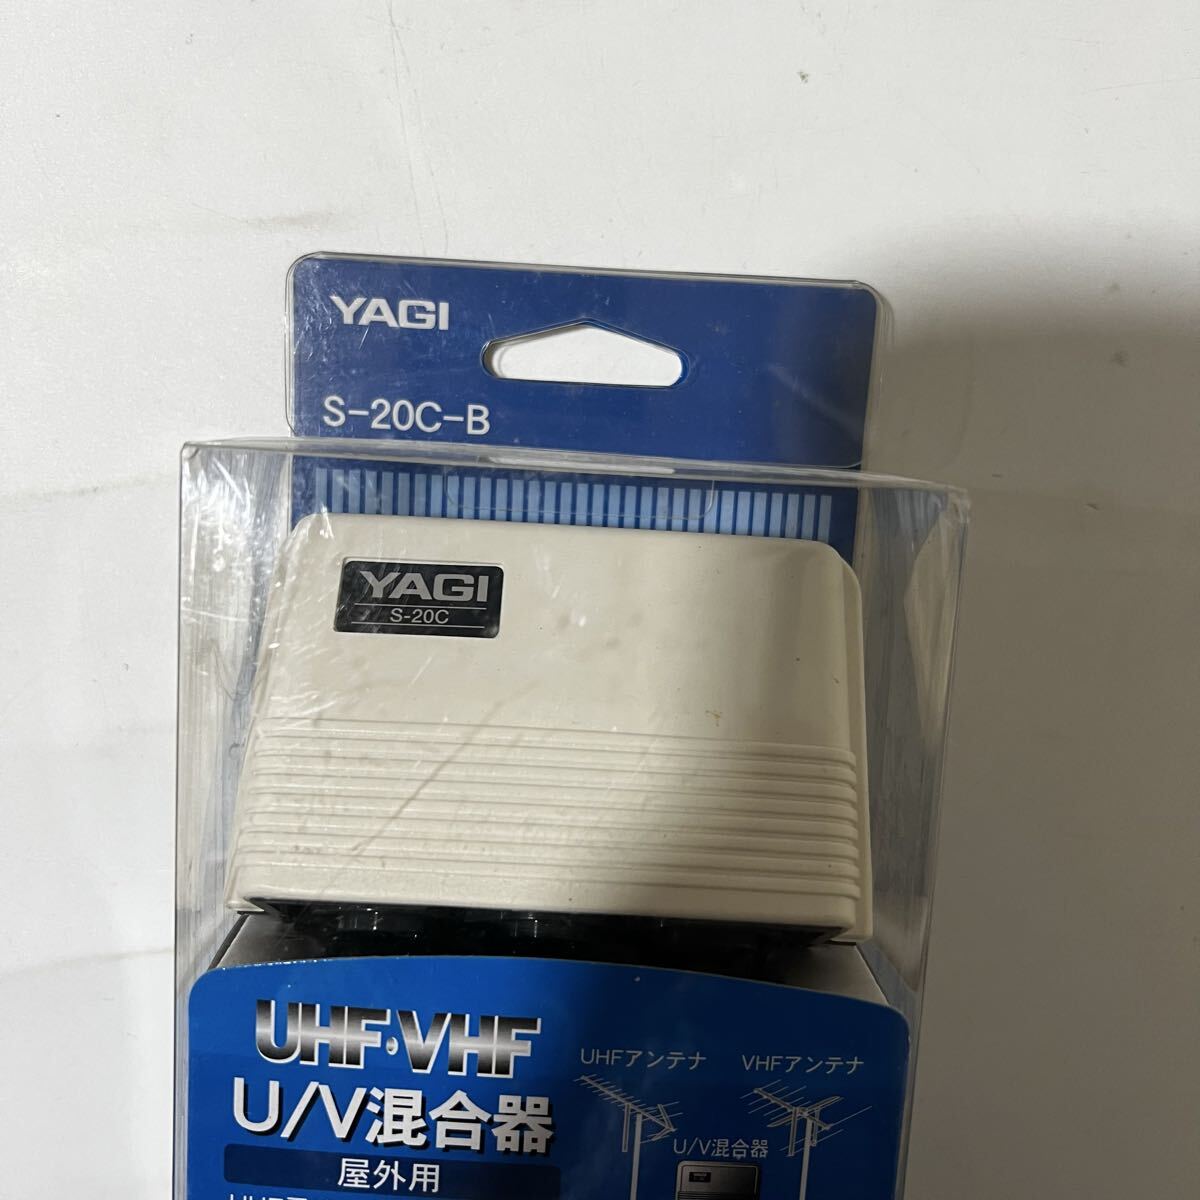 YAGI
S-20C-B
YAGI
S-20C
UHF・VHF
U/V混合器
屋外用
UHFアンテナ
VHFアンテナ
U/V混合器